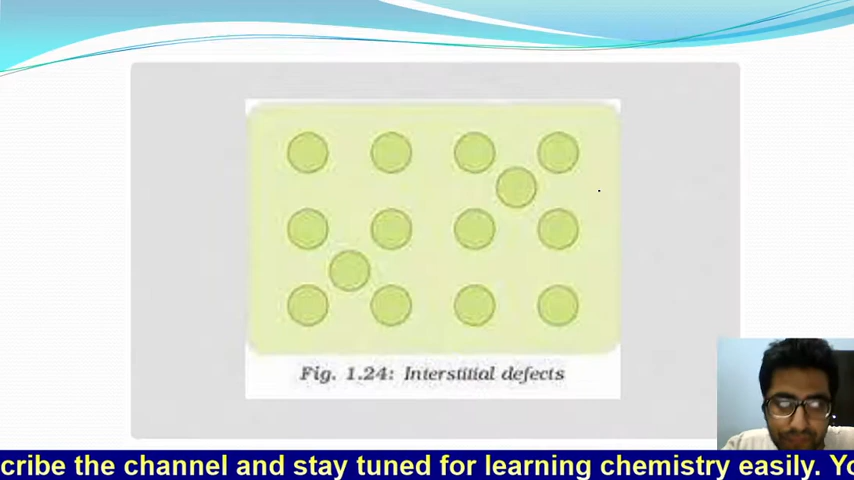 Fig. 1.24: Interstitial defects
cribe the channel and stay tuned for learning chemistry easily. Yo